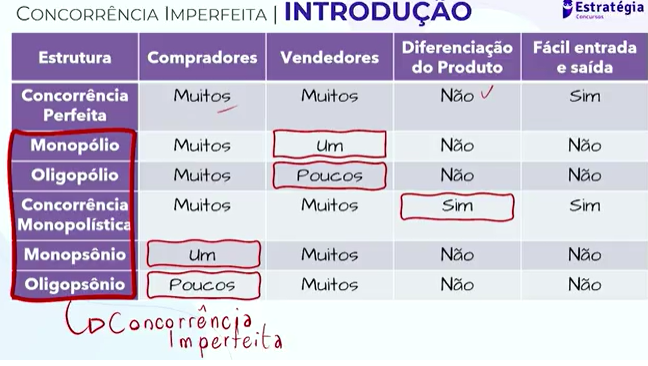 CONCORRÊNCIA IMPERFEITA | INTRODUÇÃO
Estratégia
Concursos
Estrutura Compradores Vendedores Diferenciação do Produto Fácil entrada e saída
Concorrência Perfeita Muitos Muitos Não Sim
Monopólio Muitos Um Não Não
Oligopólio Muitos Poucos Não Não
Concorrência Monopolística Muitos Muitos Sim Sim
Monopsônio Um Muitos Não Não
Oligopsônio Poucos Muitos Não Não
Concorrência
Imperfeita